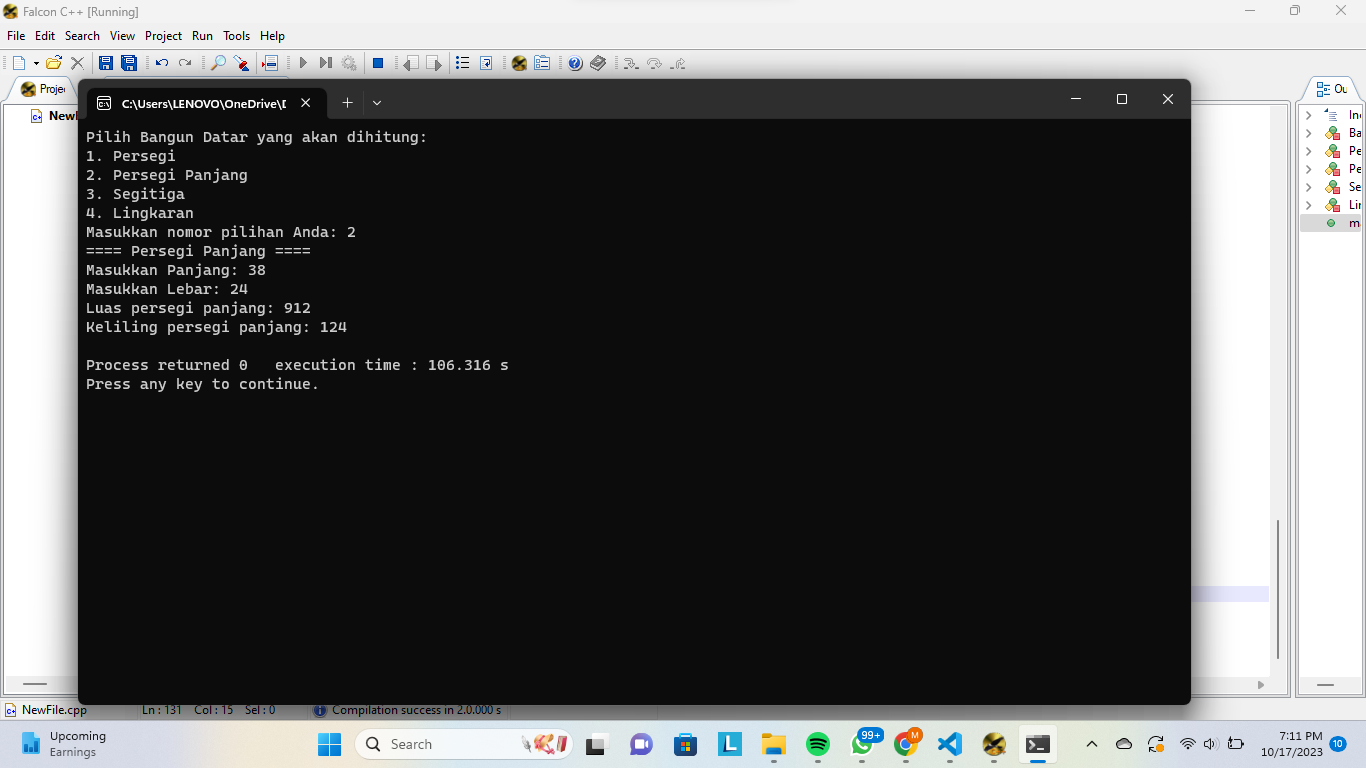 Falcon C++ [Running]
File Edit Search View Project Run Tools Help
Proje
C:\Users\LENOVO\OneDrive\D
Ou
NewF
In
Ba
Pe
Pe
Se
Lin
m
Pilih Bangun Datar yang akan dihitung:
1. Persegi
2. Persegi Panjang
3. Segitiga
4. Lingkaran
Masukkan nomor pilihan Anda: 2
==== Persegi Panjang ====
Masukkan Panjang: 38
Masukkan Lebar: 24
Luas persegi panjang: 912
Keliling persegi panjang: 124
Process returned 0   execution time : 106.316 s
Press any key to continue.
NewFile.cpp Ln : 131 Col : 15 Sel : 0 Compilation success in 2.0.000 s
Upcoming
Earnings
Search
L
99+
M
7:11 PM
10/17/2023
10